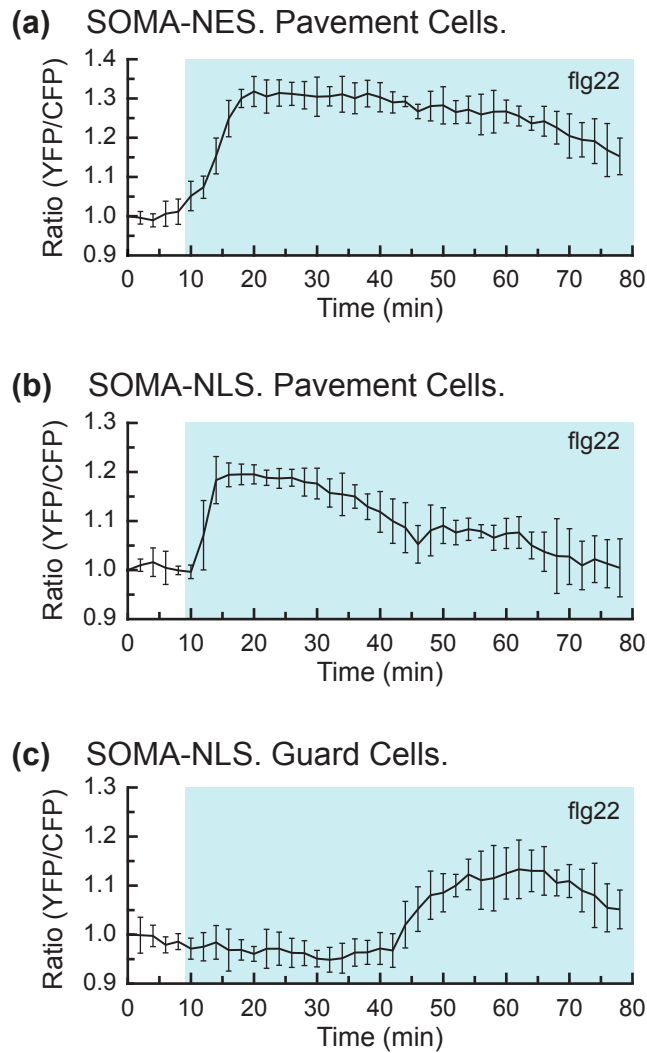 (a) SOMA-NES. Pavement Cells.
1.4
1.3
1.2
1.1
1.0
0.9
Ratio (YFP/CFP)
flg22
0 10 20 30 40 50 60 70 80
Time (min)
(b) SOMA-NLS. Pavement Cells.
1.3
1.2
1.1
1.0
0.9
Ratio (YFP/CFP)
flg22
0 10 20 30 40 50 60 70 80
Time (min)
(c) SOMA-NLS. Guard Cells.
1.3
1.2
1.1
1.0
0.9
Ratio (YFP/CFP)
flg22
0 10 20 30 40 50 60 70 80
Time (min)